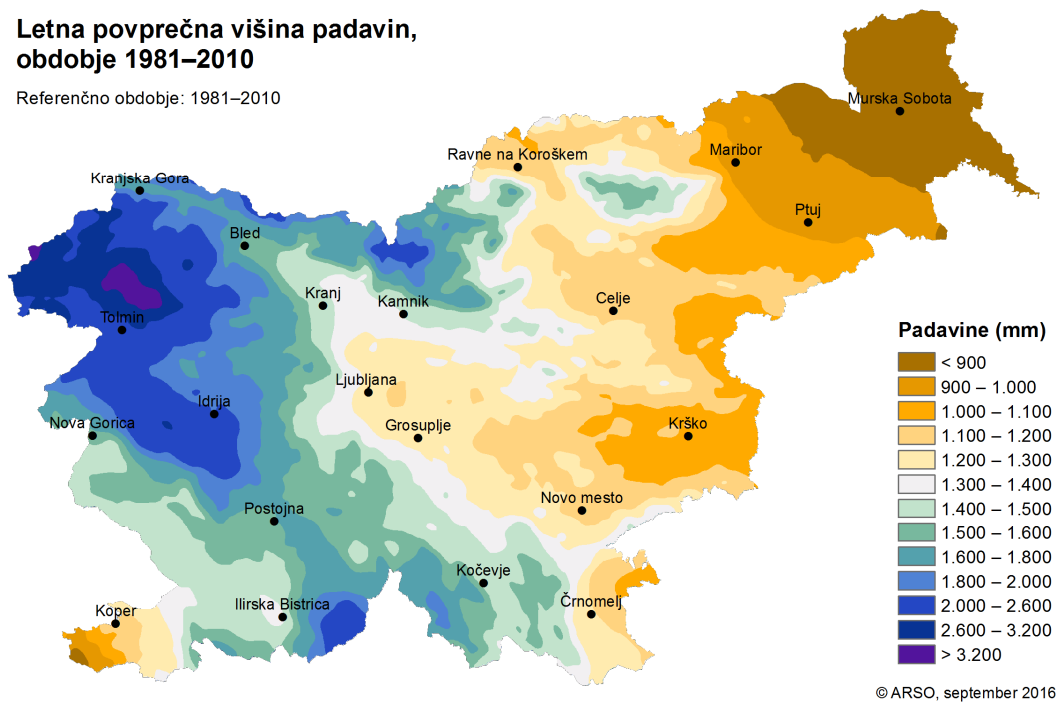 Letna povprečna višina padavin,
obdobje 1981–2010
Referenčno obdobje: 1981–2010
Murska Sobota
Maribor
Ravne na Koroškem
Kranjska Gora
Ptuj
Bled
Kranj
Kamnik
Celje
Tolmin
Ljubljana
Idrija
Grosuplje
Nova Gorica
Krško
Novo mesto
Postojna
Kočevje
Črnomelj
Ilirska Bistrica
Koper
Padavine (mm)
< 900
900 – 1.000
1.000 – 1.100
1.100 – 1.200
1.200 – 1.300
1.300 – 1.400
1.400 – 1.500
1.500 – 1.600
1.600 – 1.800
1.800 – 2.000
2.000 – 2.600
2.600 – 3.200
> 3.200
© ARSO, september 2016